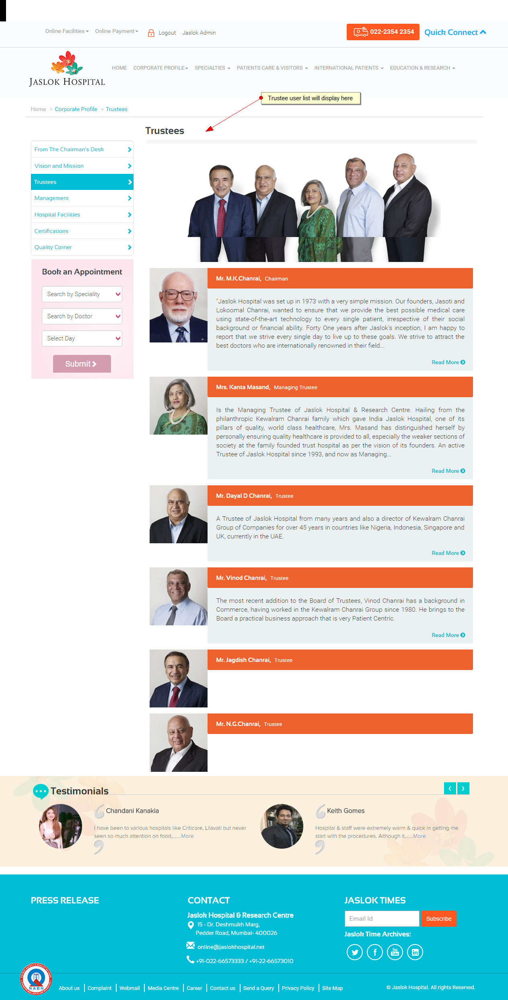 Online Facilities
Online Payment
Logout
Jaslok Admin
022-2354 2354
Quick Connect
JASLOK HOSPITAL
HOME
CORPORATE PROFILE
SPECIALTIES
PATIENTS CARE & VISITORS
INTERNATIONAL PATIENTS
EDUCATION & RESEARCH
Trustee user list will display here
Home > Corporate Profile > Trustees
Trustees
From The Chairman's Desk
Vision and Mission
Trustees
Management
Hospital Facilities
Certifications
Quality Corner
Book an Appointment
Search by Speciality
Search by Doctor
Select Day
Submit
Mr. M.K.Chanrai, Chairman
"Jaslok Hospital was set up in 1973 with a very simple mission. Our founders, Jasoti and
Lokoomal Chanrai, wanted to ensure that we provide the best possible medical care
using state-of-the-art technology to every single patient, irrespective of their social
background or financial ability. Forty One years after Jaslok's inception, I am happy to
report that we strive every single day to live up to these goals. We strive to attract the
best doctors who are internationally renowned in their field...
Read More
Mrs. Kanta Masand, Managing Trustee
Is the Managing Trustee of Jaslok Hospital & Research Centre. Hailing from the
philanthropic Kewalram Chanrai family which gave India Jaslok Hospital, one of its
pillars of quality, world class healthcare, Mrs. Masand has distinguished herself by
personally ensuring quality healthcare is provided to all, especially the weaker sections of
society at the family founded trust hospital as per the vision of its founders. An active
Trustee of Jaslok Hospital since 1993, and now as Managing...
Read More
Mr. Dayal D Chanrai, Trustee
A Trustee of Jaslok Hospital from many years and also a director of Kewalram Chanrai
Group of Companies for over 45 years in countries like Nigeria, Indonesia, Singapore and
UK, currently in the UAE.
Read More
Mr. Vinod Chanrai, Trustee
The most recent addition to the Board of Trustees, Vinod Chanrai has a background in
Commerce, having worked in the Kewalram Chanrai Group since 1980. He brings to the
Board a practical business approach that is very Patient Centric.
Read More
Mr. Jagdish Chanrai, Trustee
Mr. N.G.Chanrai, Trustee
Testimonials
Chandani Kanakia
I have been to various hospitals like Criticare, Lilavati but never
seen so much attention on food,.......More
Keith Gomes
Hospital & staff were extremely warm & quick in getting me
start with the procedures. Although it.......More
PRESS RELEASE
CONTACT
Jaslok Hospital & Research Centre
15 - Dr. Deshmukh Marg,
Pedder Road, Mumbai- 400026
online@jaslokhospital.net
+91-022-66573333 / +91-22-66573010
JASLOK TIMES
Email Id
Subscribe
Jaslok Time Archives:
You
Tube
NABH
About us
Complaint
Webmail
Media Centre
Career
Contact us
Send a Query
Privacy Policy
Site Map
© Jaslok Hospital. All rights Reserved.